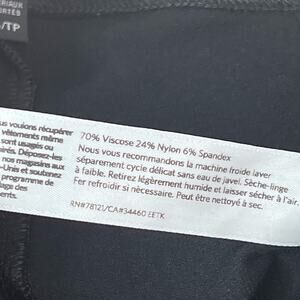 /TP
us voulons récupérer
vêtements même
sont usagés ou
Déposez-les
nos magasins aux
-Unis et soutenez
programme de
des
ements.
70% Viscose 24% Nylon 6% Spandex
Nous vous recommandons la machine froide laver
séparement cycle délicat sans eau de javel. Sèche-linge
à faible. Retirez légèrement humide et laisser sécher à l'air.
Fer refroidir si nécessaire. Peut être nettoyé à sec.
RN#78121/CA#34460 EETK